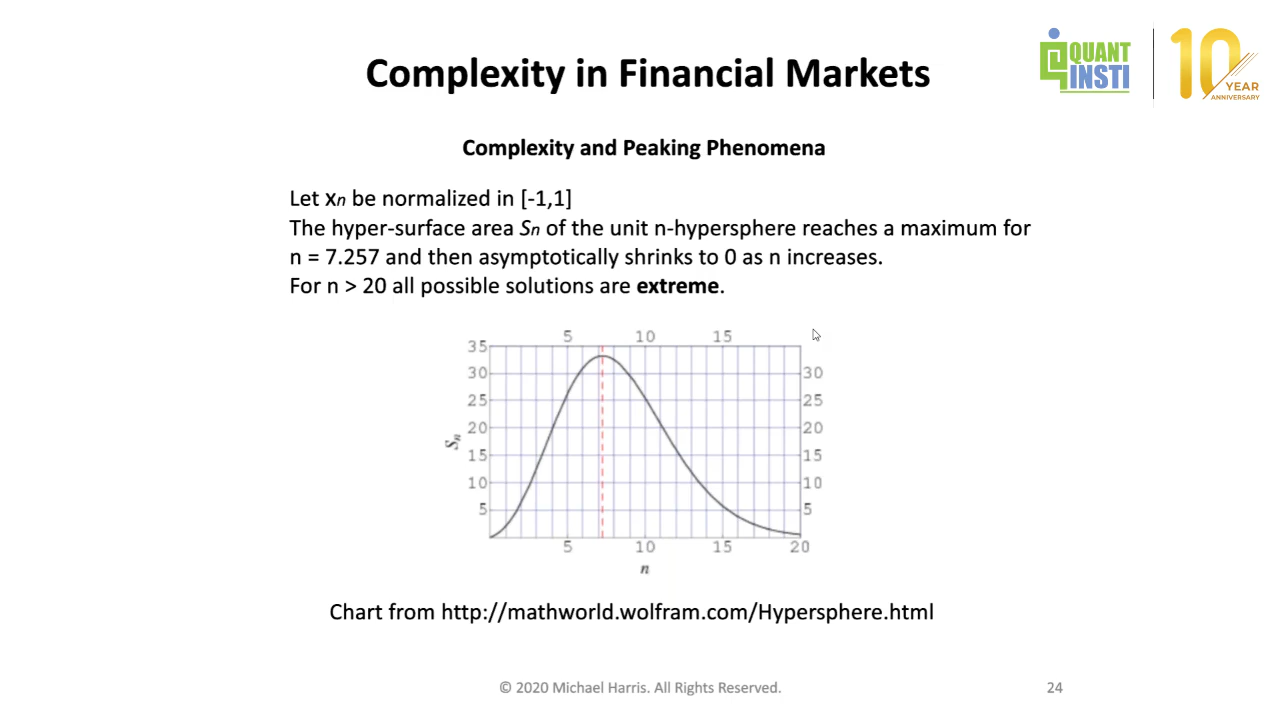 Complexity in Financial Markets
QUANT
INSTI
10
YEAR
ANNIVERSARY
Complexity and Peaking Phenomena
Let xn be normalized in [-1,1]
The hyper-surface area Sn of the unit n-hypersphere reaches a maximum for
n = 7.257 and then asymptotically shrinks to 0 as n increases.
For n > 20 all possible solutions are extreme.
5 10 15
35
30 30
25 25
20 20
15 15
10 10
5 5
Sn
5 10 15 20
n
Chart from http://mathworld.wolfram.com/Hypersphere.html
© 2020 Michael Harris. All Rights Reserved.
24